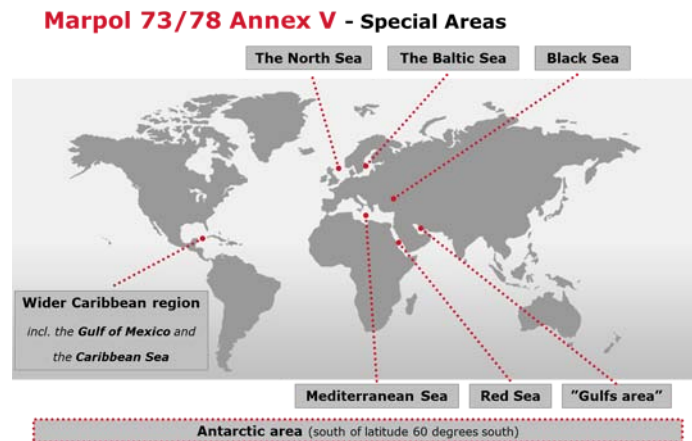 Marpol 73/78 Annex V - Special Areas
The North Sea
The Baltic Sea
Black Sea
Wider Caribbean region
incl. the Gulf of Mexico and
the Caribbean Sea
Mediterranean Sea
Red Sea
"Gulfs area"
Antarctic area (south of latitude 60 degrees south)